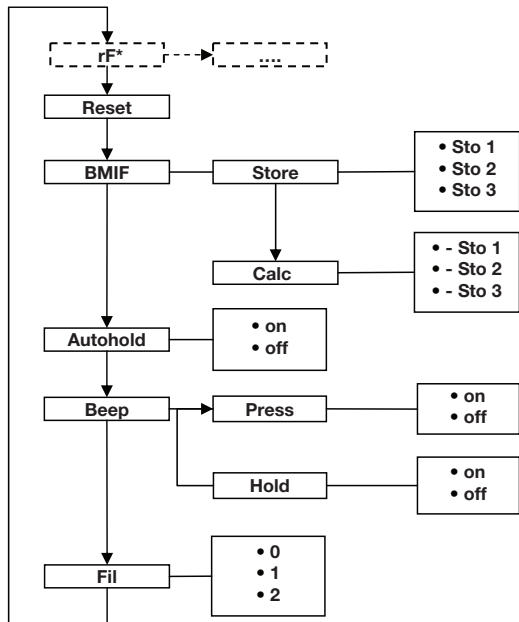 rF* ....
Reset
BMIF Store
• Sto 1
• Sto 2
• Sto 3
Calc
• - Sto 1
• - Sto 2
• - Sto 3
Autohold
• on
• off
Beep Press
• on
• off
Hold
• on
• off
Fil
• 0
• 1
• 2